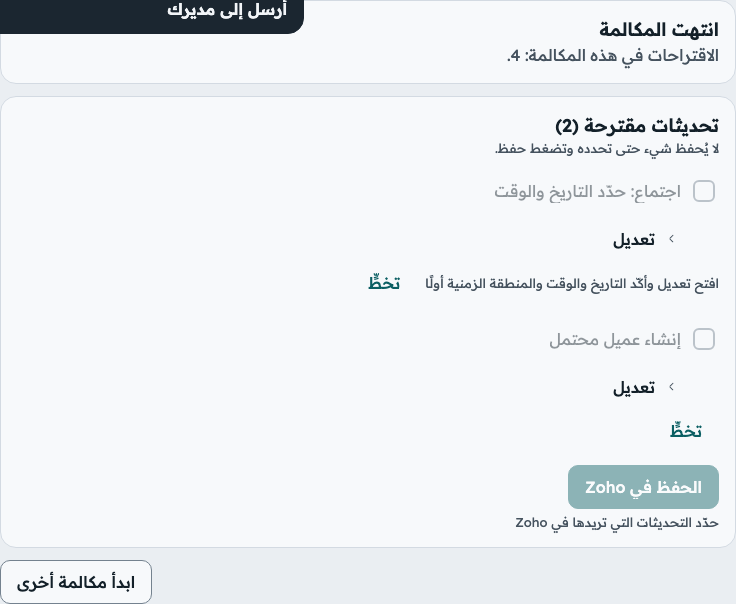 أرسل إلى مديرك
انتهت المكالمة
الاقتراحات في هذه المكالمة: 4.
تحديثات مقترحة (2)
لا يُحفظ شيء حتى تحدده وتضغط حفظ.
اجتماع: حدّد التاريخ والوقت
تعديل
افتح تعديل وأكّد التاريخ والوقت والمنطقة الزمنية أولًا
تخطٍّ
إنشاء عميل محتمل
تعديل
تخطٍّ
الحفظ في Zoho
حدّد التحديثات التي تريدها في Zoho
ابدأ مكالمة أخرى